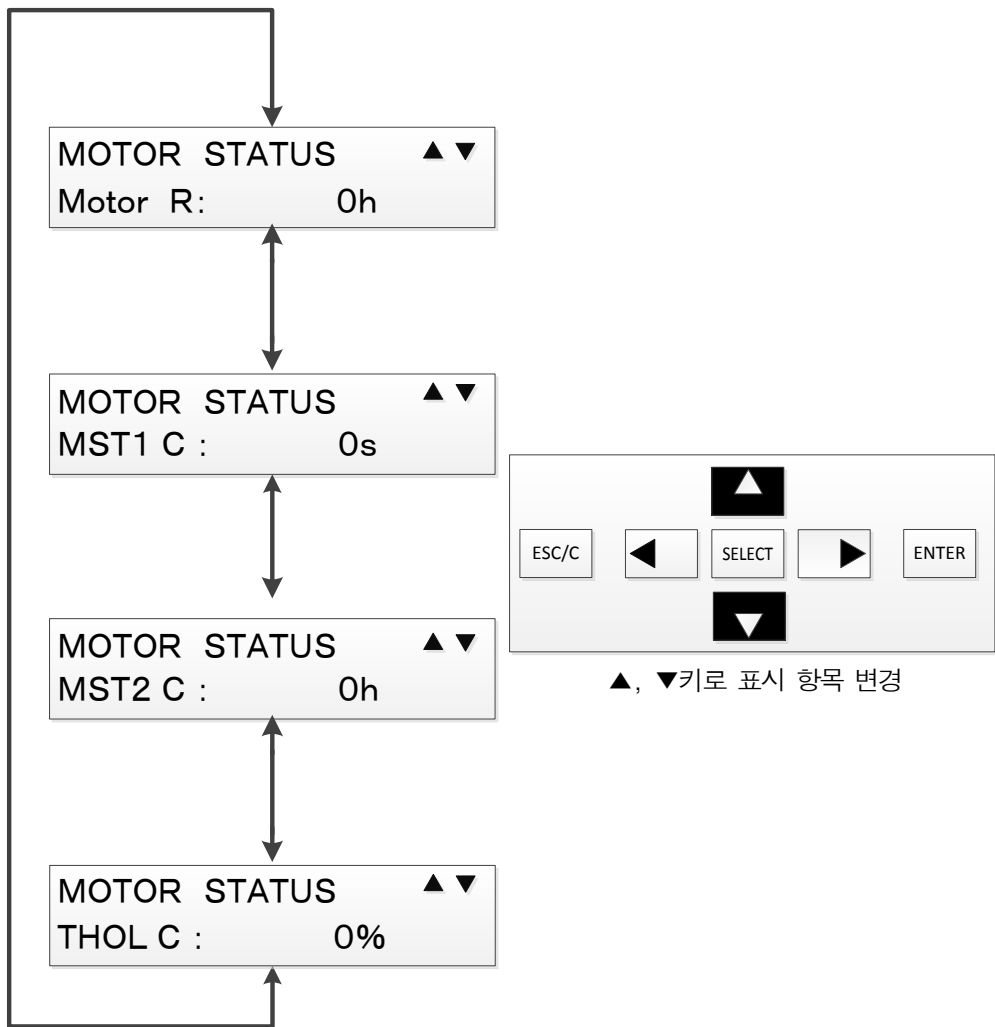 MOTOR STATUS ▲ ▼
Motor R: 0h
MOTOR STATUS ▲ ▼
MST1 C : 0s
MOTOR STATUS ▲ ▼
MST2 C : 0h
MOTOR STATUS ▲ ▼
THOL C : 0%
ESC/C ◀ SELECT ▶ ENTER
▲, ▼키로 표시 항목 변경